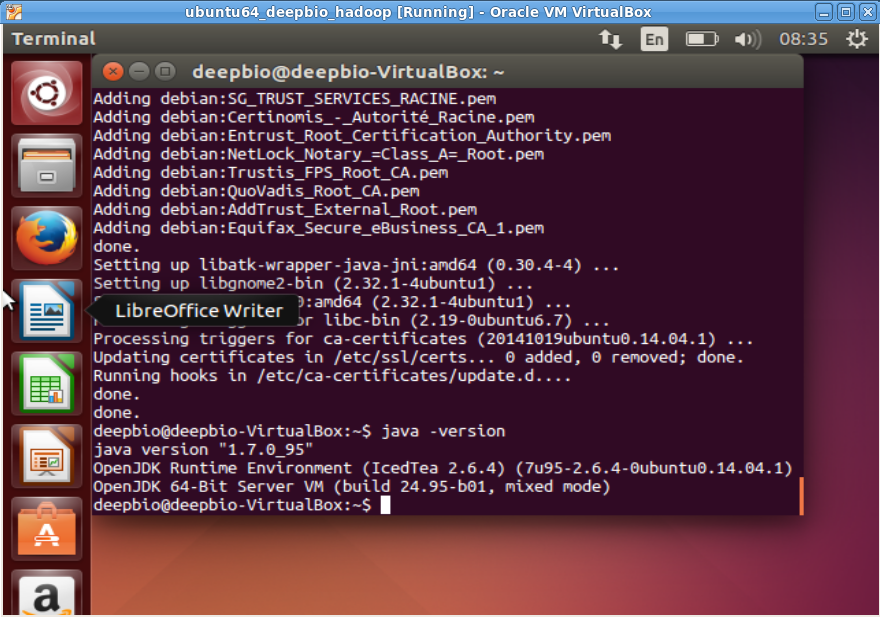 ubuntu64_deepbio_hadoop [Running] - Oracle VM VirtualBox
Terminal
En
08:35
deepbio@deepbio-VirtualBox: ~
Adding debian:SG_TRUST_SERVICES_RACINE.pem
Adding debian:Certinomis_-_Autorité_Racine.pem
Adding debian:Entrust_Root_Certification_Authority.pem
Adding debian:NetLock_Notary_=Class_A=_Root.pem
Adding debian:Trustis_FPS_Root_CA.pem
Adding debian:QuoVadis_Root_CA.pem
Adding debian:AddTrust_External_Root.pem
Adding debian:Equifax_Secure_eBusiness_CA_1.pem
done.
Setting up libatk-wrapper-java-jni:amd64 (0.30.4-4) ...
Setting up libgnome2-bin (2.32.1-4ubuntu1) ...
0:amd64 (2.32.1-4ubuntu1) ...
LibreOffice Writer
or libc-bin (2.19-0ubuntu6.7) ...
Processing triggers for ca-certificates (20141019ubuntu0.14.04.1) ...
Updating certificates in /etc/ssl/certs... 0 added, 0 removed; done.
Running hooks in /etc/ca-certificates/update.d....
done.
done.
deepbio@deepbio-VirtualBox:~$ java -version
java version "1.7.0_95"
OpenJDK Runtime Environment (IcedTea 2.6.4) (7u95-2.6.4-0ubuntu0.14.04.1)
OpenJDK 64-Bit Server VM (build 24.95-b01, mixed mode)
deepbio@deepbio-VirtualBox:~$
a